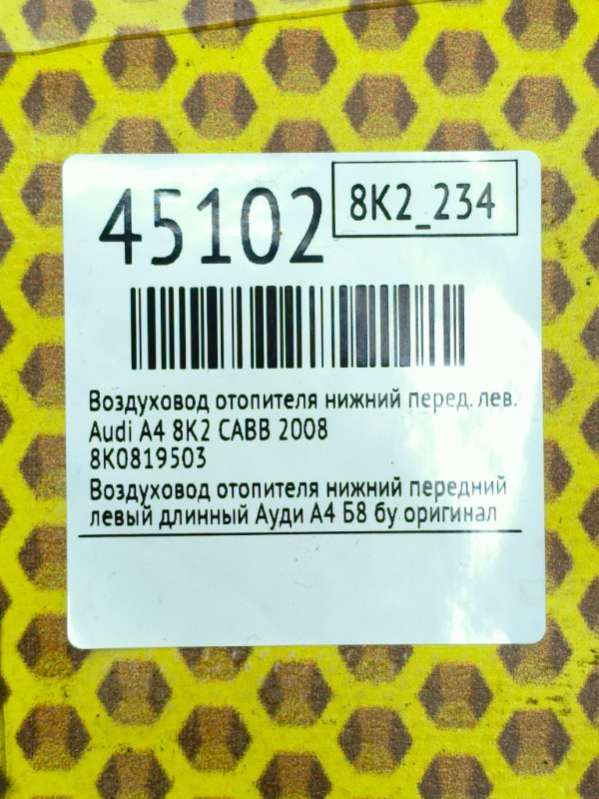 45102
8K2_234
Воздуховод отопителя нижний перед. лев.
Audi A4 8K2 CABB 2008
8K0819503
Воздуховод отопителя нижний передний
левый длинный Ауди А4 Б8 бу оригинал